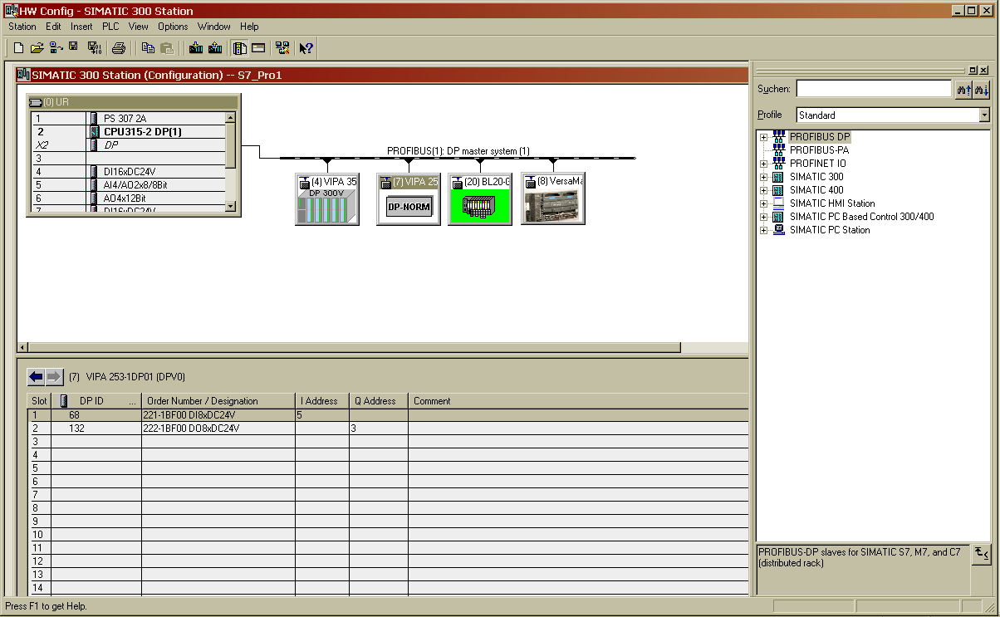 HW Config - SIMATIC 300 Station
Station Edit Insert PLC View Options Window Help
SIMATIC 300 Station (Configuration) -- S7_Pro1
(0) UR
1 PS 307 2A
2 CPU315-2 DP(1)
X2 DP
3
4 DI16xDC24V
5 AI4/AO2x8/8Bit
6 AO4x12Bit
7 DI16xDC24V
PROFIBUS(1): DP master system (1)
(4) VIPA 35
DP 300V
(7) VIPA 25
DP-NORM
(20) BL20-G
(8) VersaMa
Suchen:
Profile Standard
PROFIBUS DP
PROFIBUS-PA
PROFINET IO
SIMATIC 300
SIMATIC 400
SIMATIC HMI Station
SIMATIC PC Based Control 300/400
SIMATIC PC Station
PROFIBUS-DP slaves for SIMATIC S7, M7, and C7
(distributed rack)
(7) VIPA 253-1DP01 (DPV0)
Slot DP ID ... Order Number / Designation I Address Q Address Comment
1 68 221-1BF00 DI8xDC24V 5
2 132 222-1BF00 DO8xDC24V 3
3
4
5
6
7
8
9
10
11
12
13
14
Press F1 to get Help.